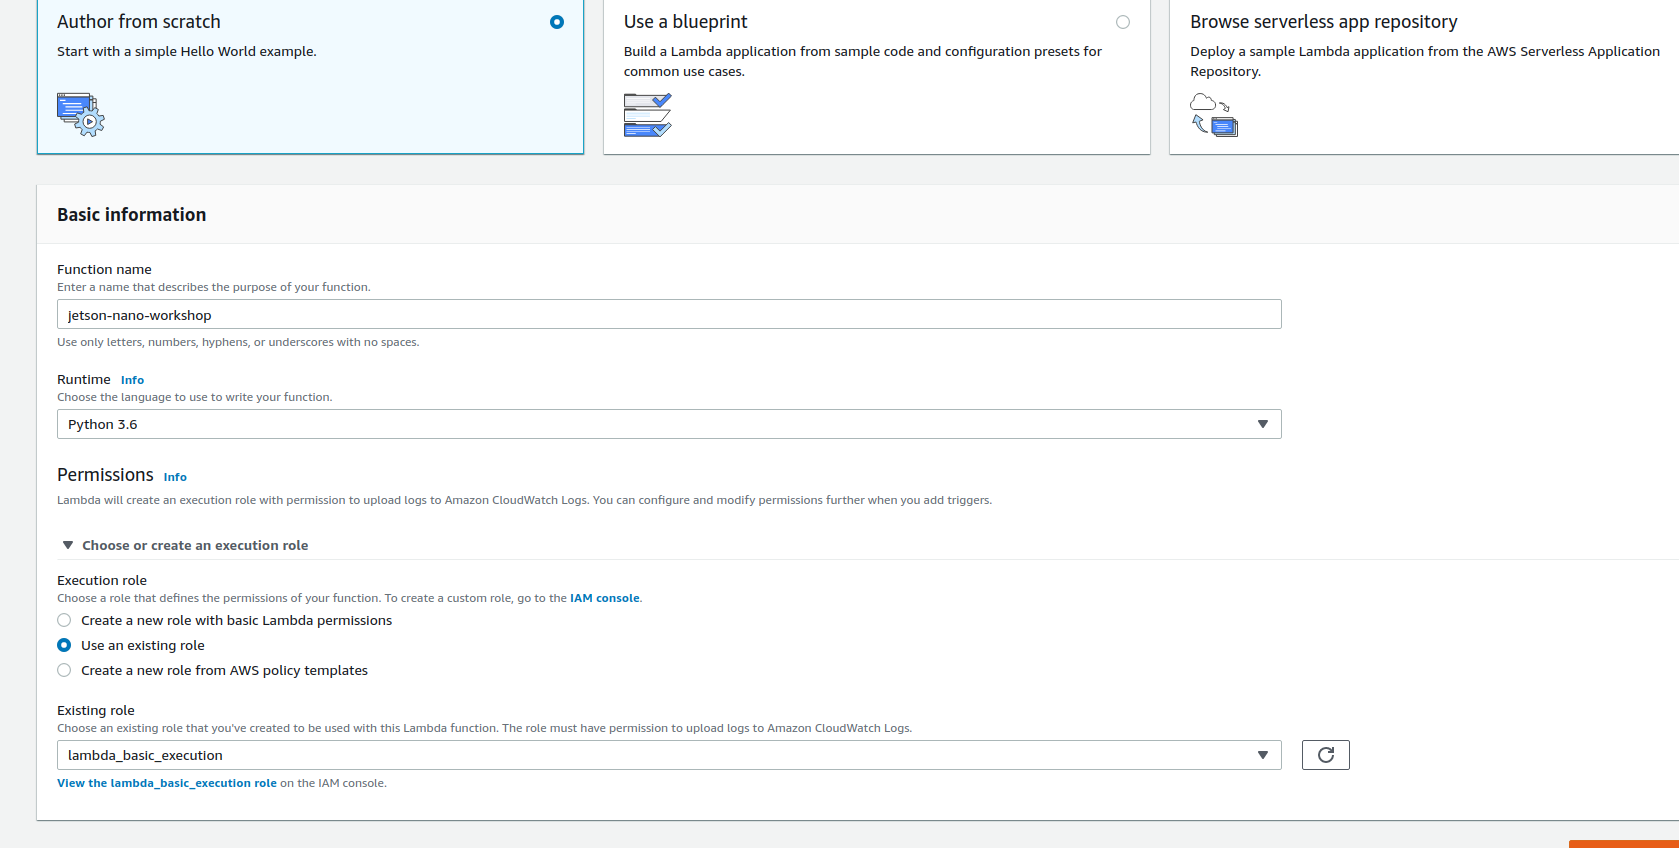 Author from scratch
Start with a simple Hello World example.
Use a blueprint
Build a Lambda application from sample code and configuration presets for
common use cases.
Browse serverless app repository
Deploy a sample Lambda application from the AWS Serverless Application
Repository.
Basic information
Function name
Enter a name that describes the purpose of your function.
jetson-nano-workshop
Use only letters, numbers, hyphens, or underscores with no spaces.
Runtime Info
Choose the language to use to write your function.
Python 3.6
Permissions Info
Lambda will create an execution role with permission to upload logs to Amazon CloudWatch Logs. You can configure and modify permissions further when you add triggers.
Choose or create an execution role
Execution role
Choose a role that defines the permissions of your function. To create a custom role, go to the IAM console.
Create a new role with basic Lambda permissions
Use an existing role
Create a new role from AWS policy templates
Existing role
Choose an existing role that you've created to be used with this Lambda function. The role must have permission to upload logs to Amazon CloudWatch Logs.
lambda_basic_execution
View the lambda_basic_execution role on the IAM console.